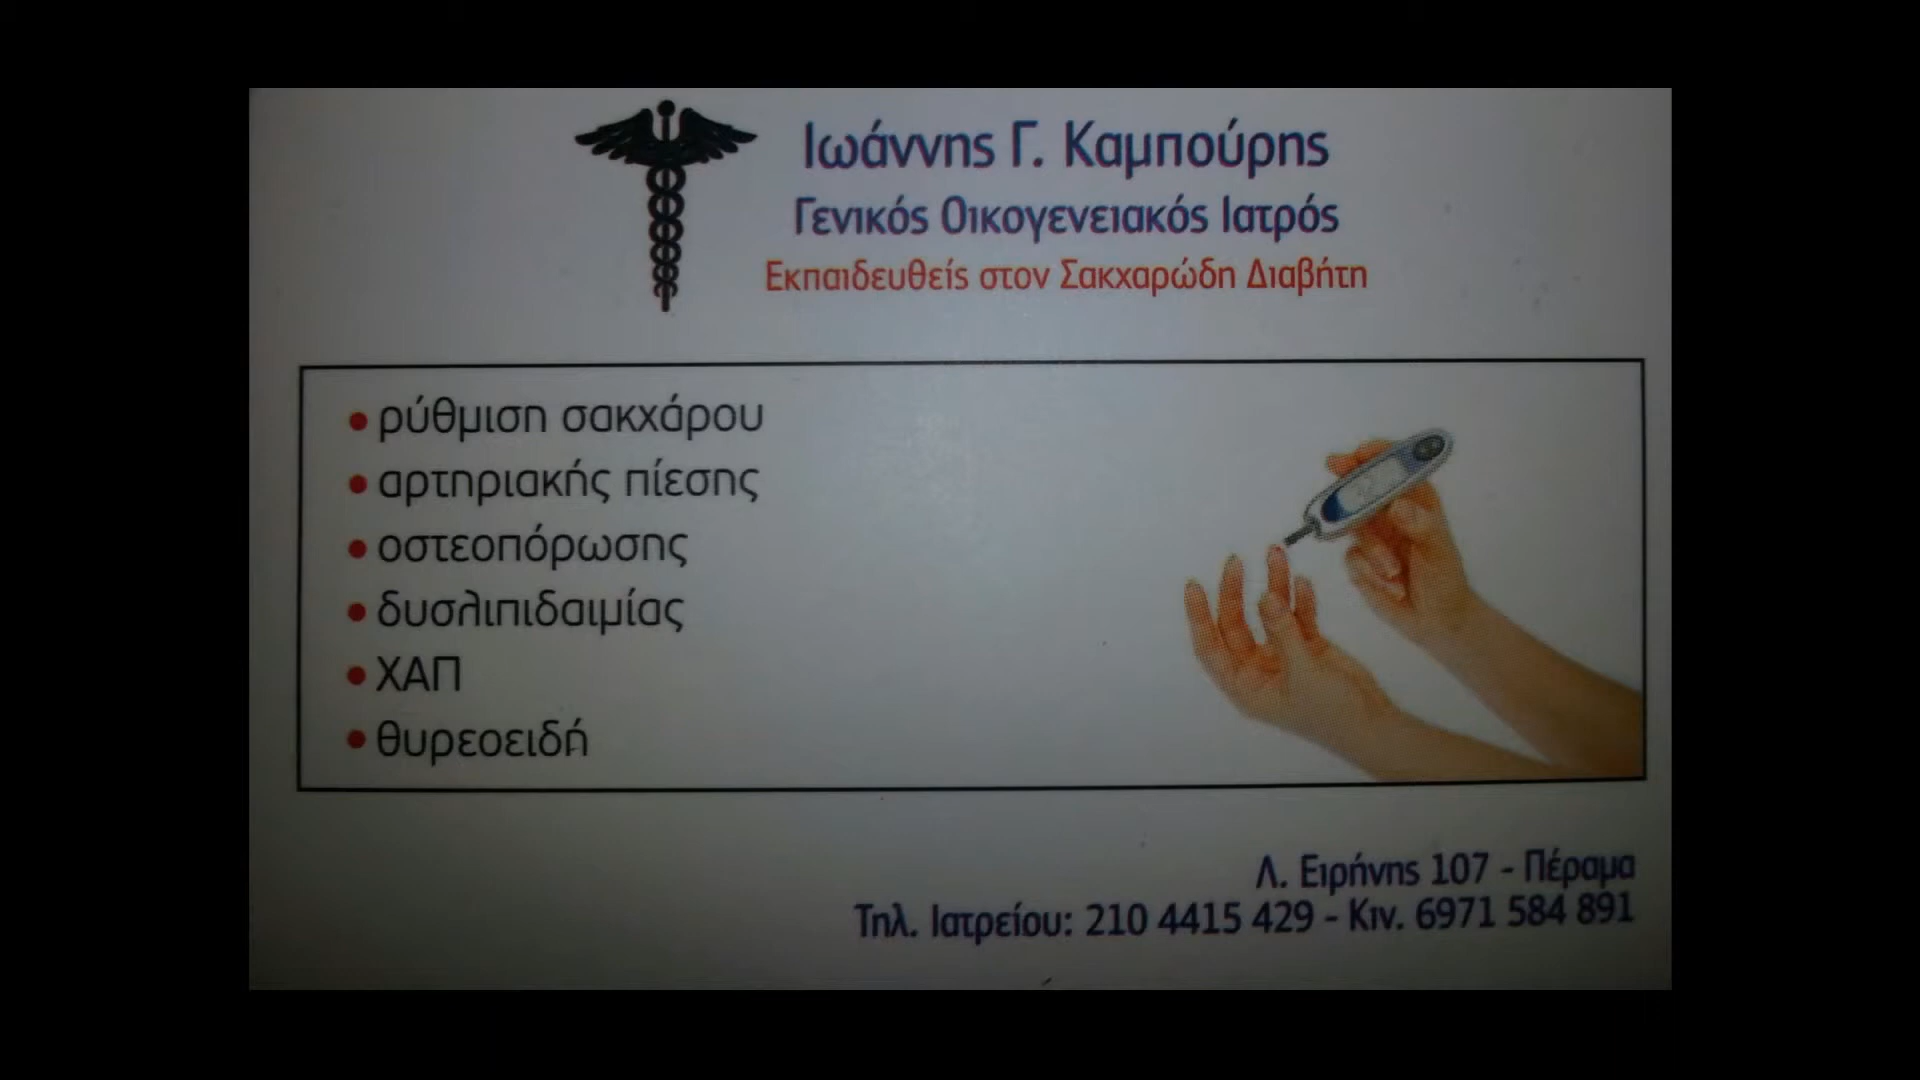 Ιωάννης Γ. Καμπούρης
Γενικός Οικογενειακός Ιατρός
Εκπαιδευθείς στον Σακχαρώδη Διαβήτη
• ρύθμιση σακχάρου
• αρτηριακής πίεσης
• οστεοπόρωσης
• δυσλιπιδαιμίας
• ΧΑΠ
• θυρεοειδή
Λ. Ειρήνης 107 - Πέραμα
Τηλ. Ιατρείου: 210 4415 429 - Κιν. 6971 584 891